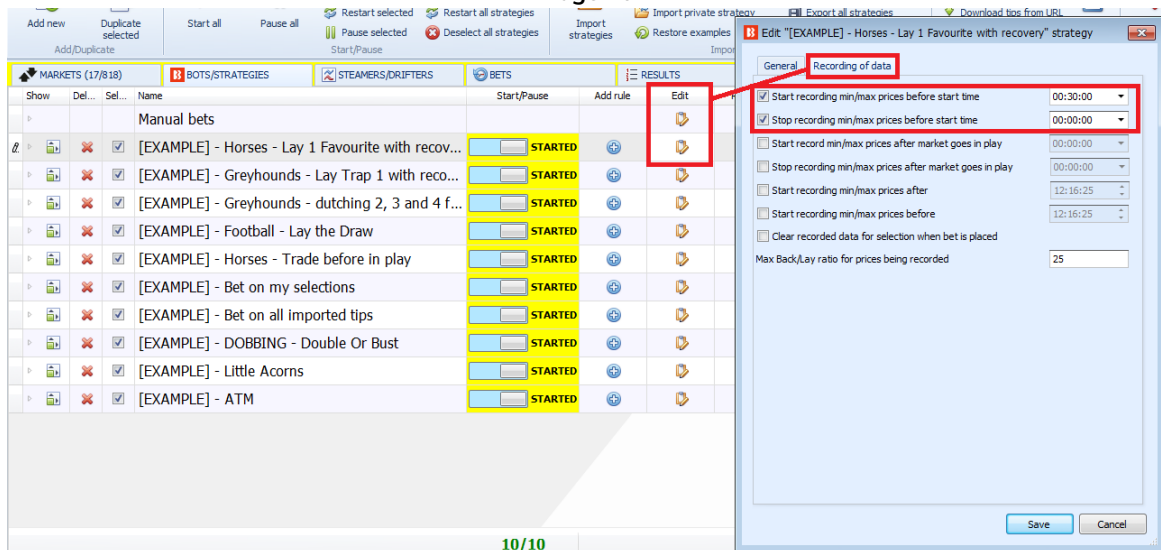 Add new
Duplicate selected
Start all
Pause all
Restart selected
Restart all strategies
Pause selected
Deselect all strategies
Import strategies
Import private strategy
Restore examples
Export all strategies
Download tips from URL
Add/Duplicate
Start/Pause
Impor
MARKETS (17/818)
BOTS/STRATEGIES
STEAMERS/DRIFTERS
BETS
RESULTS
Show Del... Sel... Name Start/Pause Add rule Edit
Manual bets
[EXAMPLE] - Horses - Lay 1 Favourite with recov... STARTED
[EXAMPLE] - Greyhounds - Lay Trap 1 with reco... STARTED
[EXAMPLE] - Greyhounds - dutching 2, 3 and 4 f... STARTED
[EXAMPLE] - Football - Lay the Draw STARTED
[EXAMPLE] - Horses - Trade before in play STARTED
[EXAMPLE] - Bet on my selections STARTED
[EXAMPLE] - Bet on all imported tips STARTED
[EXAMPLE] - DOBBING - Double Or Bust STARTED
[EXAMPLE] - Little Acorns STARTED
[EXAMPLE] - ATM STARTED
10/10
Edit "[EXAMPLE] - Horses - Lay 1 Favourite with recovery" strategy
General Recording of data
Start recording min/max prices before start time 00:30:00
Stop recording min/max prices before start time 00:00:00
Start record min/max prices after market goes in play 00:00:00
Stop recording min/max prices after market goes in play 00:00:00
Start recording min/max prices after 12:16:25
Start recording min/max prices before 12:16:25
Clear recorded data for selection when bet is placed
Max Back/Lay ratio for prices being recorded 25
Save Cancel